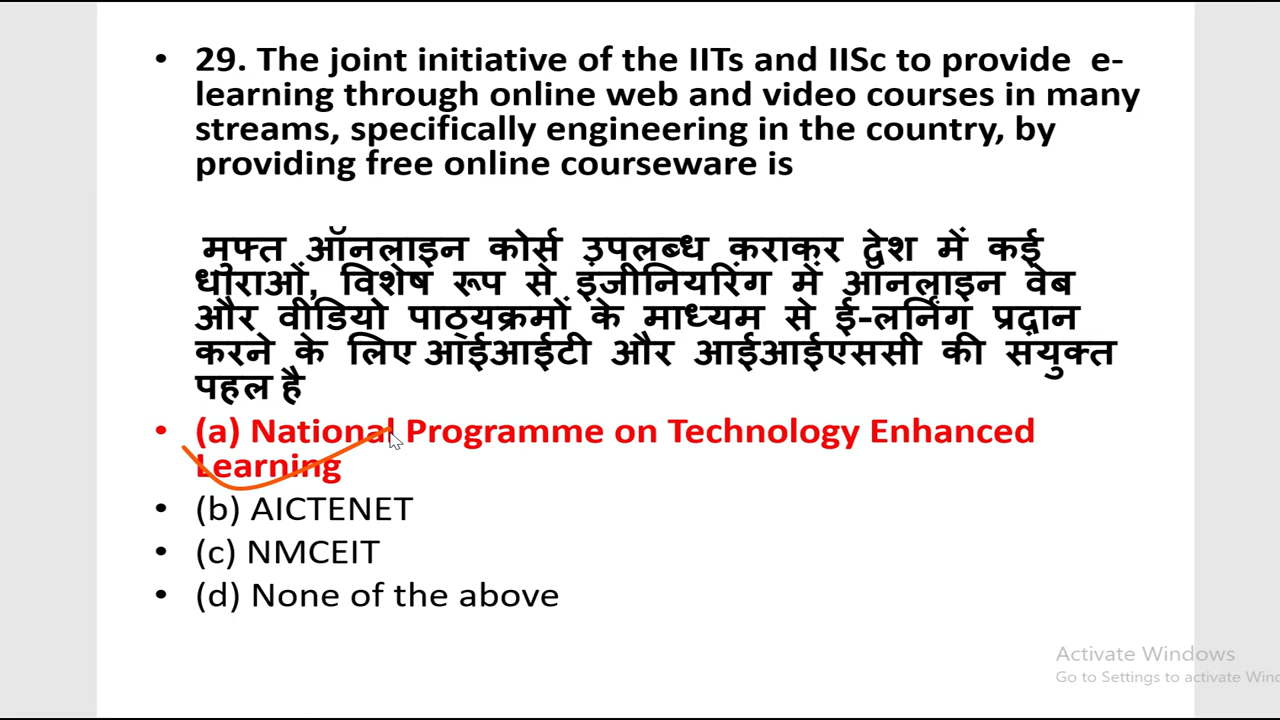 • 29. The joint initiative of the IITs and IISc to provide e-
learning through online web and video courses in many
streams, specifically engineering in the country, by
providing free online courseware is
मुफ्त ऑनलाइन कोर्स उपलब्ध कराकर देश में कई
धाराओं, विशेष रूप से इंजीनियरिंग में ऑनलाइन वेब
और वीडियो पाठ्यक्रमों के माध्यम से ई-लर्निंग प्रदान
करने के लिए आईआईटी और आईआईएससी की संयुक्त
पहल है
• (a) National Programme on Technology Enhanced
Learning
• (b) AICTENET
• (c) NMCEIT
• (d) None of the above
Activate Windows
Go to Settings to activate Wind